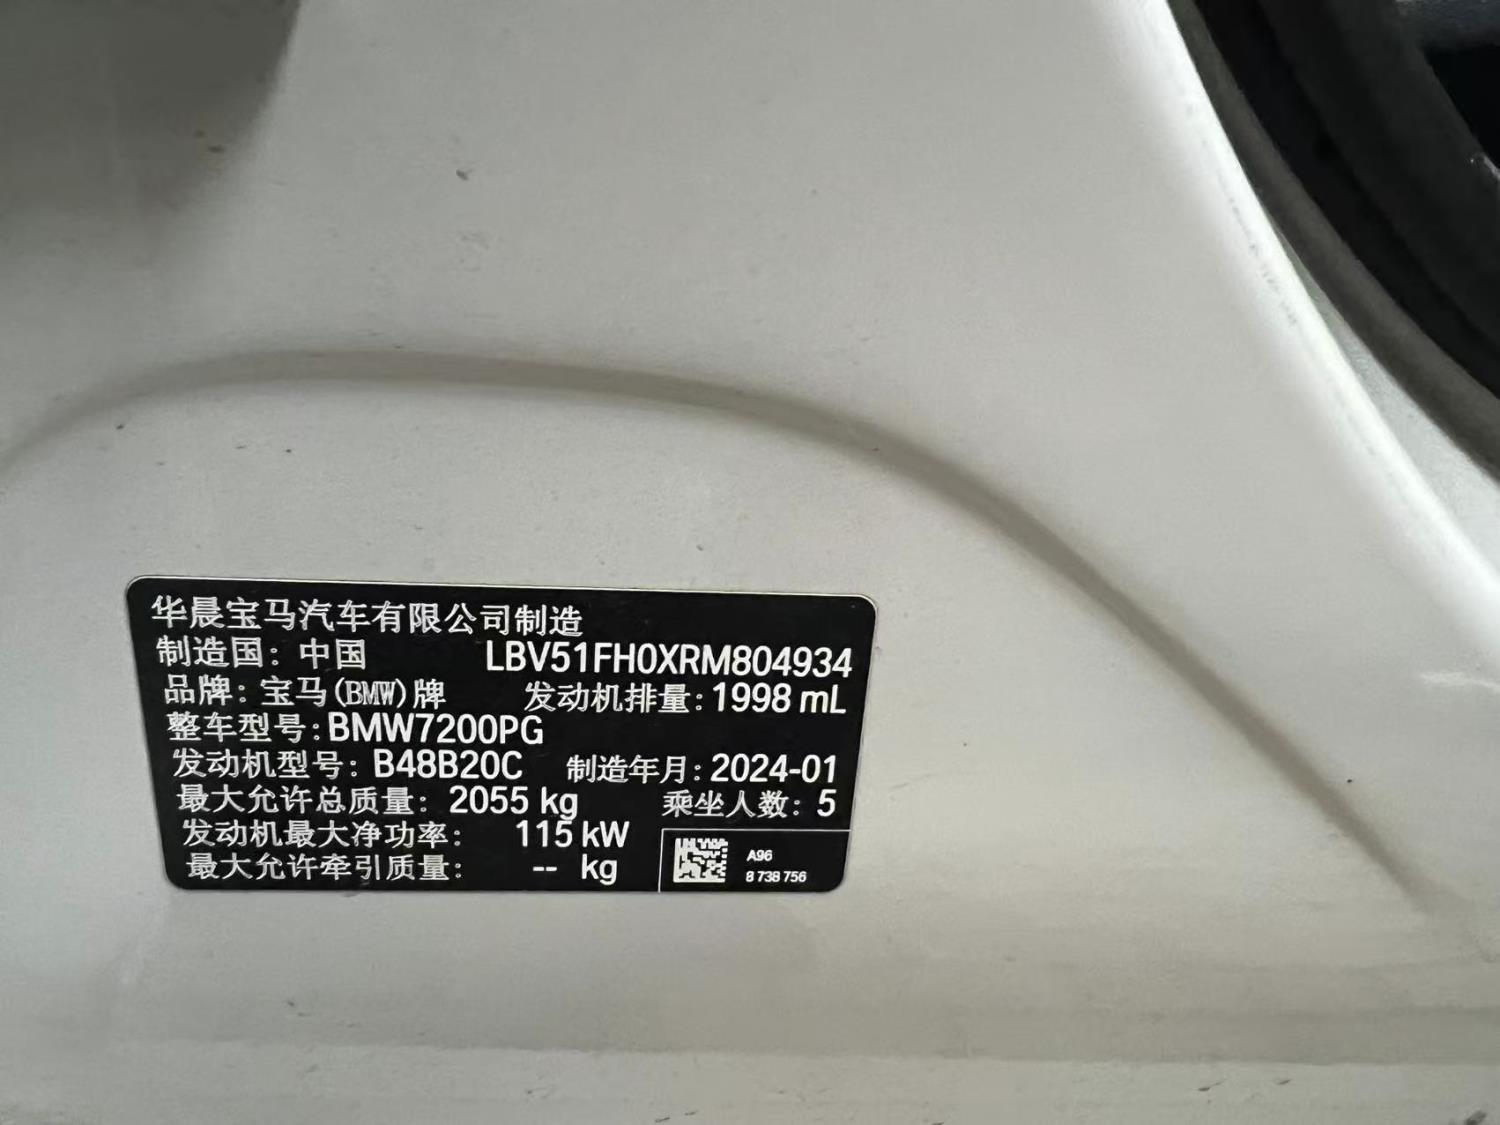 华晨宝马汽车有限公司制造
制造国：中国 LBV51FH0XRM804934
品牌：宝马(BMW)牌 发动机排量：1998 mL
整车型号：BMW7200PG
发动机型号：B48B20C 制造年月：2024-01
最大允许总质量：2055 kg 乘坐人数：5
发动机最大净功率：115 kW
最大允许牵引质量：-- kg
A96
8 738 756